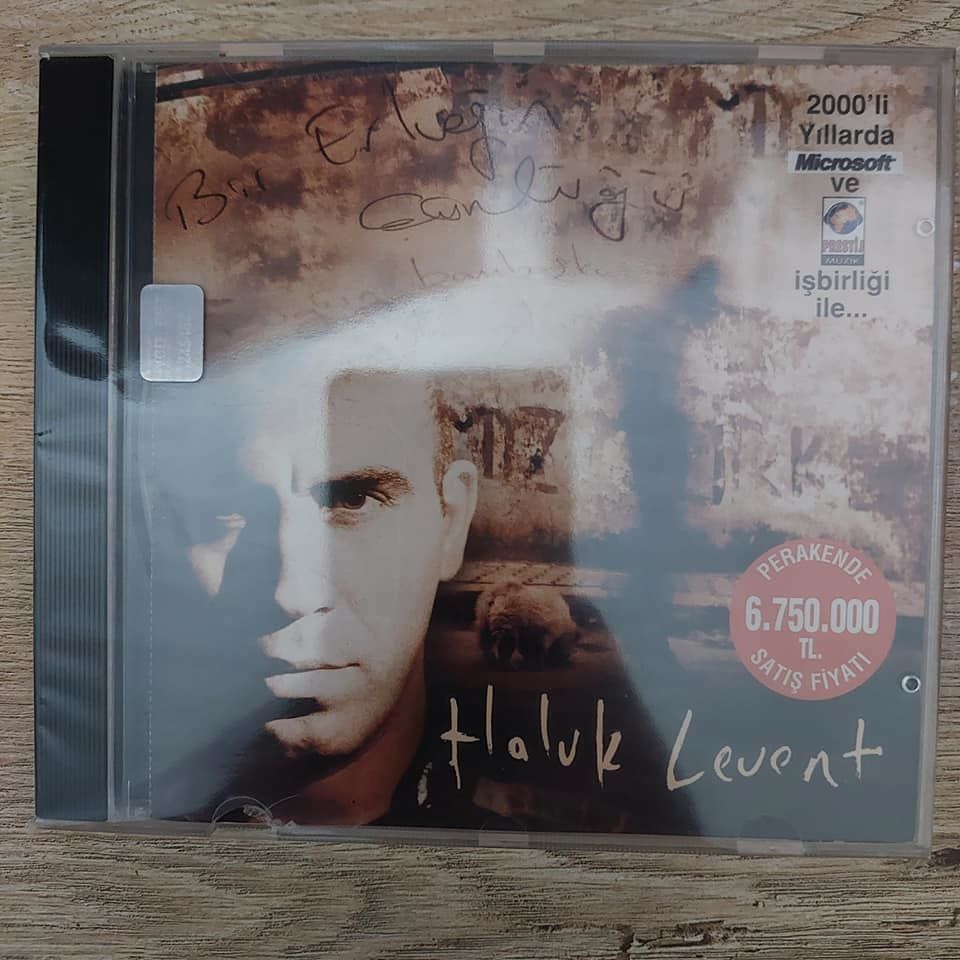 Bir Erkeğin
Günlüğü
2000'li
Yıllarda
Microsoft
ve
PRESTİJ
MÜZİK
işbirliği
ile...
PERAKENDE
6.750.000
TL.
SATIŞ FİYATI
Haluk Levent